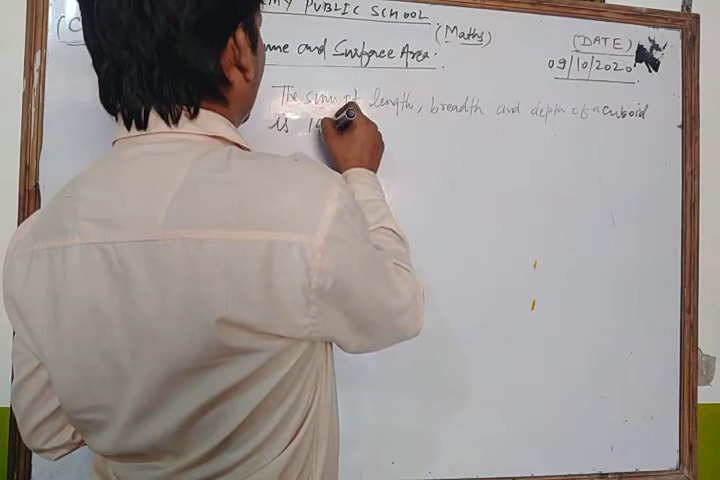 MY PUBLIC SCHOOL
(C
(Maths)
(DATE)
me and Surface Area:
09/10/2020
The sum of length, breadth and depth of a cuboid
is 19